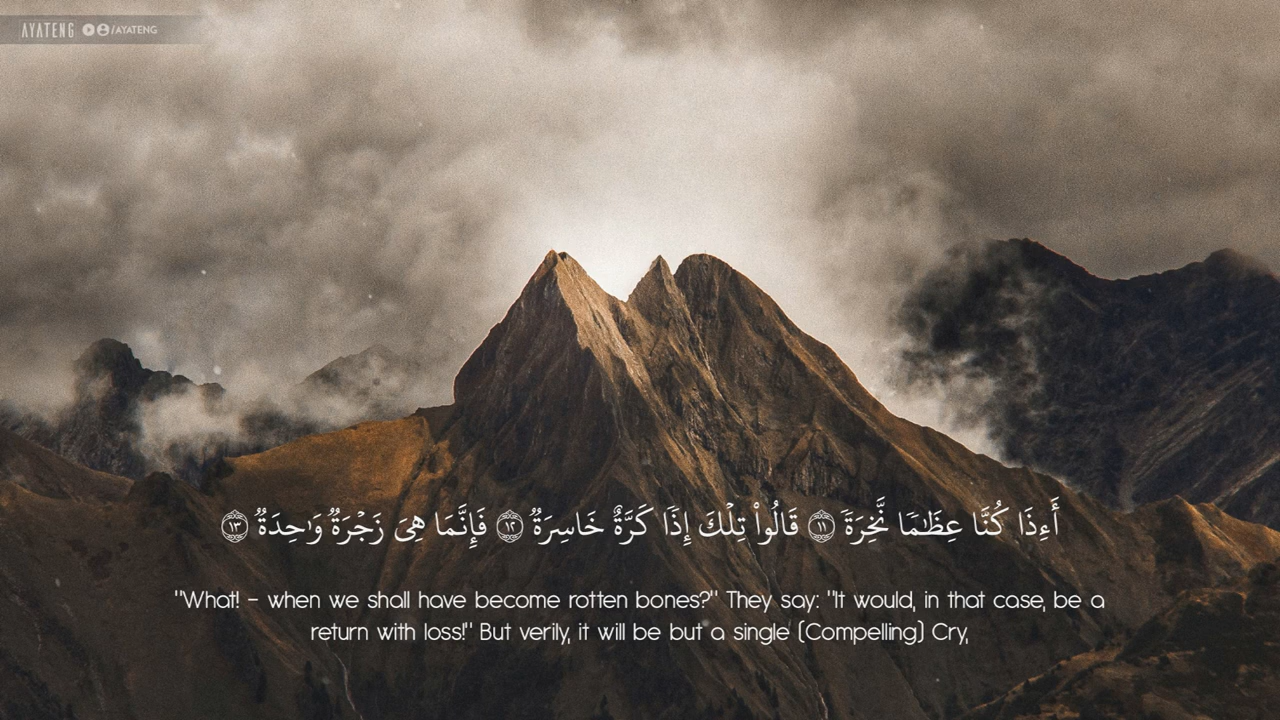 AYATENG /AYATENG
أَءِذَا كُنَّا عِظَـٰمًا نَّخِرَةً ١١ قَالُوا۟ تِلْكَ إِذًا كَرَّةٌ خَاسِرَةٌ ١٢ فَإِنَّمَا هِىَ زَجْرَةٌ وَٰحِدَةٌ ١٣
"What! - when we shall have become rotten bones?" They say: "It would, in that case, be a
return with loss!" But verily, it will be but a single (Compelling) Cry,